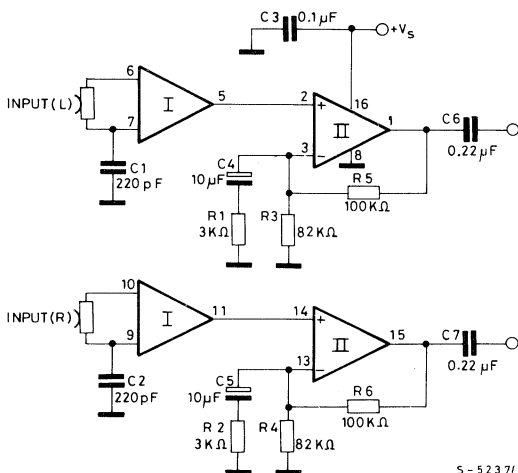 C3
0.1µF
+Vs
6
5
I
INPUT(L)
7
2
+
16
II
1
C6
0.22µF
3
−
8
C1
220pF
C4
10µF
R5
100KΩ
R1
3KΩ
R3
82KΩ
10
11
I
INPUT(R)
9
14
+
II
15
C7
0.22µF
13
−
C2
220pF
C5
10µF
R6
100KΩ
R2
3KΩ
R4
82KΩ